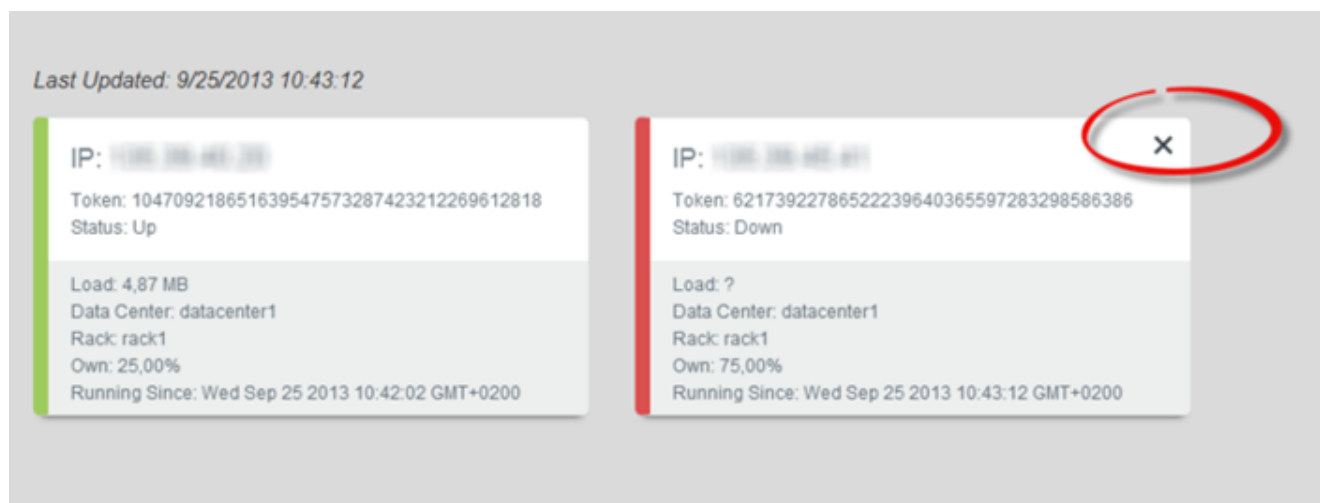 Last Updated: 9/25/2013 10:43:12
IP:
Token: 104709218651639547573287423212269612818
Status: Up
Load: 4,87 MB
Data Center: datacenter1
Rack: rack1
Own: 25,00%
Running Since: Wed Sep 25 2013 10:42:02 GMT+0200
IP:
Token: 62173922786522239640365597283298586386
Status: Down
Load: ?
Data Center: datacenter1
Rack: rack1
Own: 75,00%
Running Since: Wed Sep 25 2013 10:43:12 GMT+0200